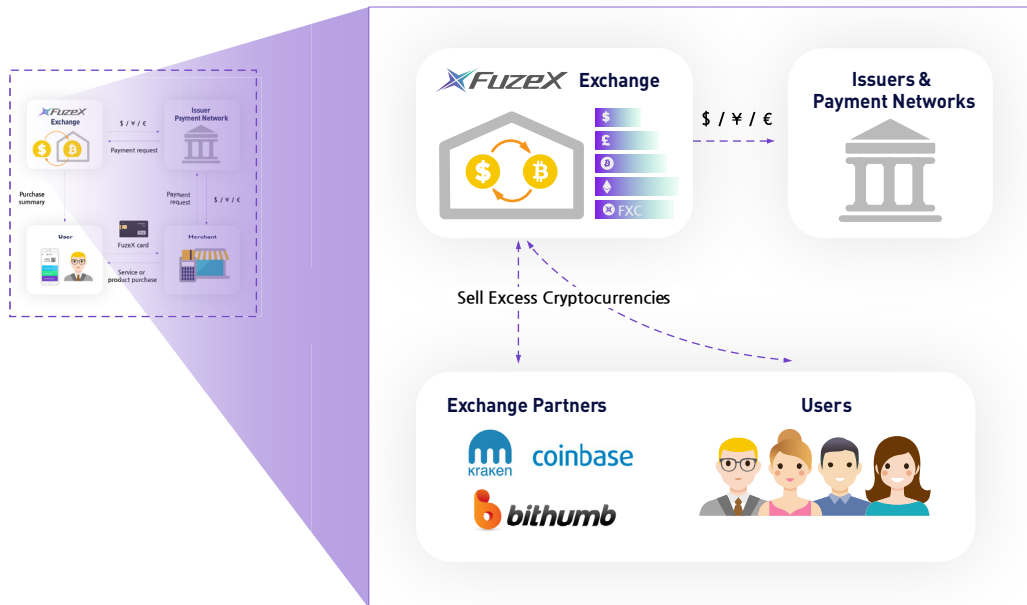 FuzeX
Exchange
$ / ¥ / €
Payment request
Issuer
Payment Network
Purchase
summary
Payment
request
$ / ¥ / €
User
FuzeX card
Service or
product purchase
Merchant
FuzeX Exchange
$
£
FXC
$ / ¥ / €
Issuers &
Payment Networks
Sell Excess Cryptocurrencies
Exchange Partners
kraken
coinbase
bithumb
Users